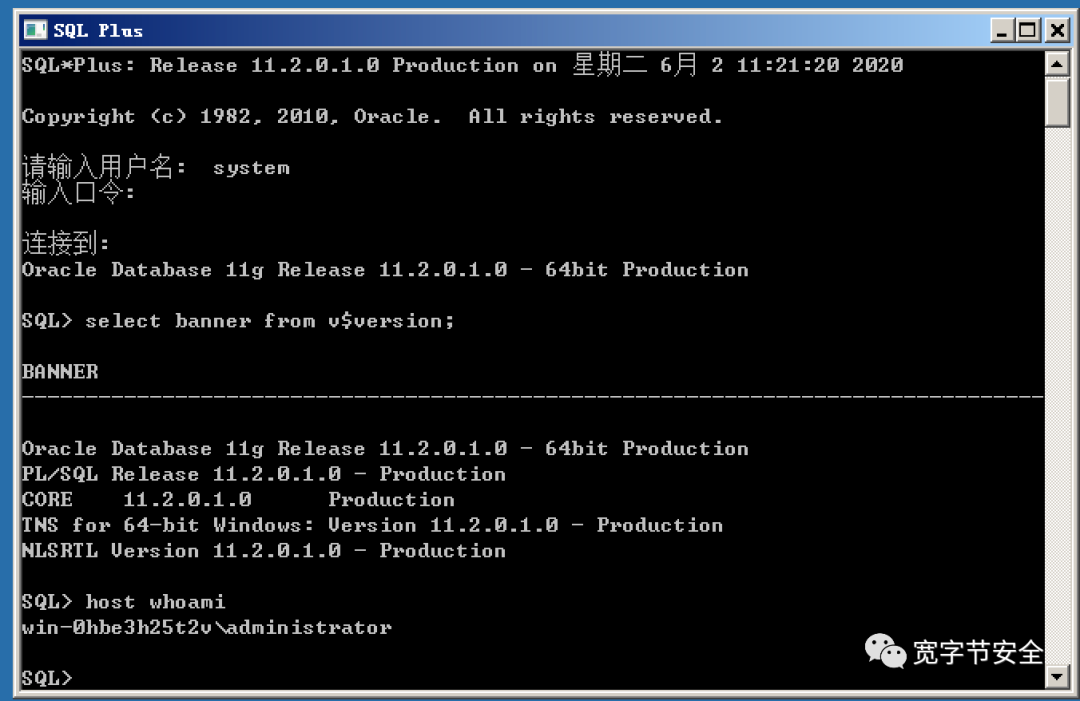 SQL Plus
SQL*Plus: Release 11.2.0.1.0 Production on 星期二 6月 2 11:21:20 2020
Copyright (c) 1982, 2010, Oracle.  All rights reserved.
请输入用户名:  system
输入口令:
连接到:
Oracle Database 11g Release 11.2.0.1.0 - 64bit Production
SQL> select banner from v$version;
BANNER
--------------------------------------------------------------------------------
Oracle Database 11g Release 11.2.0.1.0 - 64bit Production
PL/SQL Release 11.2.0.1.0 - Production
CORE    11.2.0.1.0      Production
TNS for 64-bit Windows: Version 11.2.0.1.0 - Production
NLSRTL Version 11.2.0.1.0 - Production
SQL> host whoami
win-0hbe3h25t2v\administrator
宽字节安全
SQL>